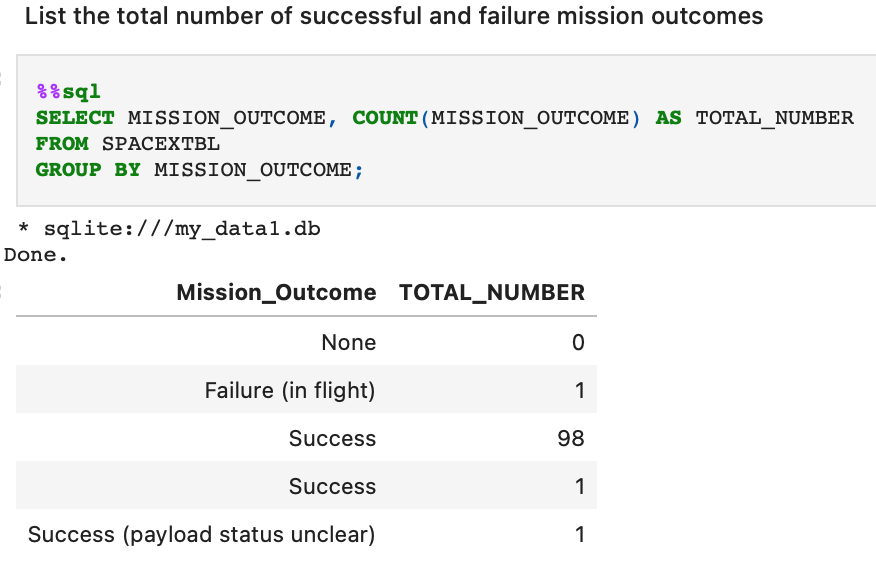 List the total number of successful and failure mission outcomes
%%sql
SELECT MISSION_OUTCOME, COUNT(MISSION_OUTCOME) AS TOTAL_NUMBER
FROM SPACEXTBL
GROUP BY MISSION_OUTCOME;
* sqlite:///my_data1.db
Done.
Mission_Outcome TOTAL_NUMBER
None 0
Failure (in flight) 1
Success 98
Success 1
Success (payload status unclear) 1